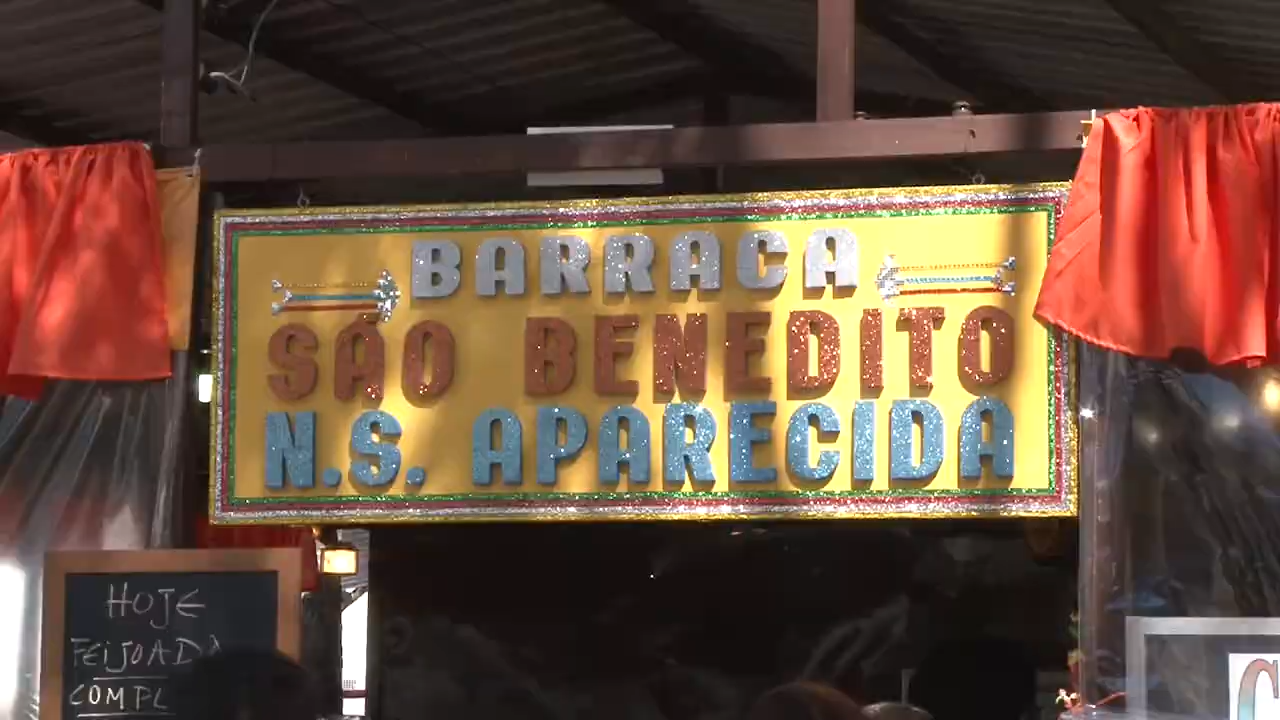 BARRACA
SÃO BENEDITO
N.S. APARECIDA
HOJE
FEIJOADA